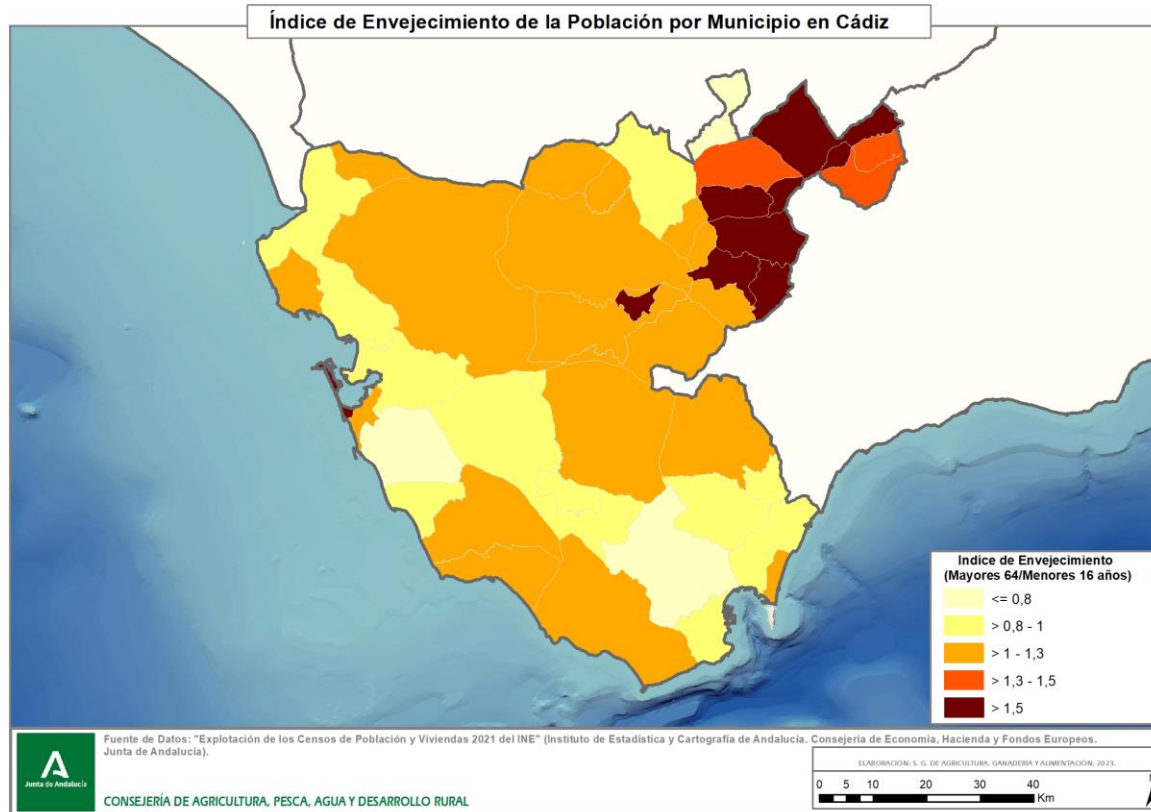 Índice de Envejecimiento de la Población por Municipio en Cádiz
Indice de Envejecimiento
(Mayores 64/Menores 16 años)
<= 0,8
> 0,8 - 1
> 1 - 1,3
> 1,3 - 1,5
> 1,5
Junta de Andalucía
Fuente de Datos: "Explotación de los Censos de Población y Viviendas 2021 del INE" (Instituto de Estadística y Cartografía de Andalucía. Consejería de Economía, Hacienda y Fondos Europeos.
Junta de Andalucía).
CONSEJERÍA DE AGRICULTURA, PESCA, AGUA Y DESARROLLO RURAL
ELABORACIÓN: S. G. DE AGRICULTURA, GANADERÍA Y ALIMENTACIÓN. 2023.
0 5 10 20 30 40
Km
N